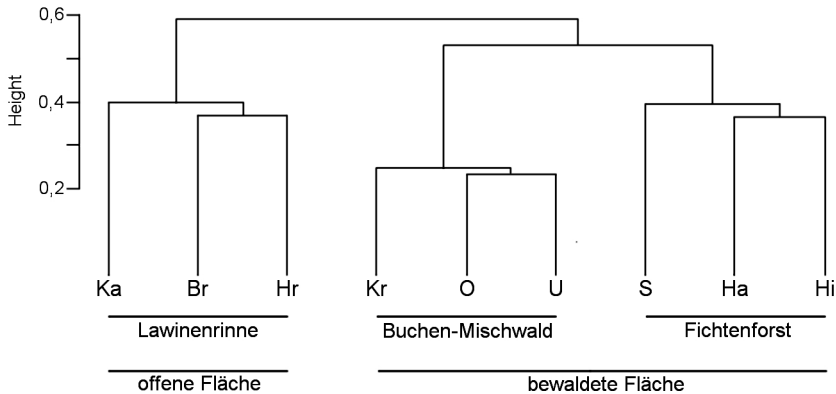 0,6
0,4
0,2
Height
Ka Br Hr Kr O U S Ha Hi
Lawinenrinne Buchen-Mischwald Fichtenforst
offene Fläche bewaldete Fläche